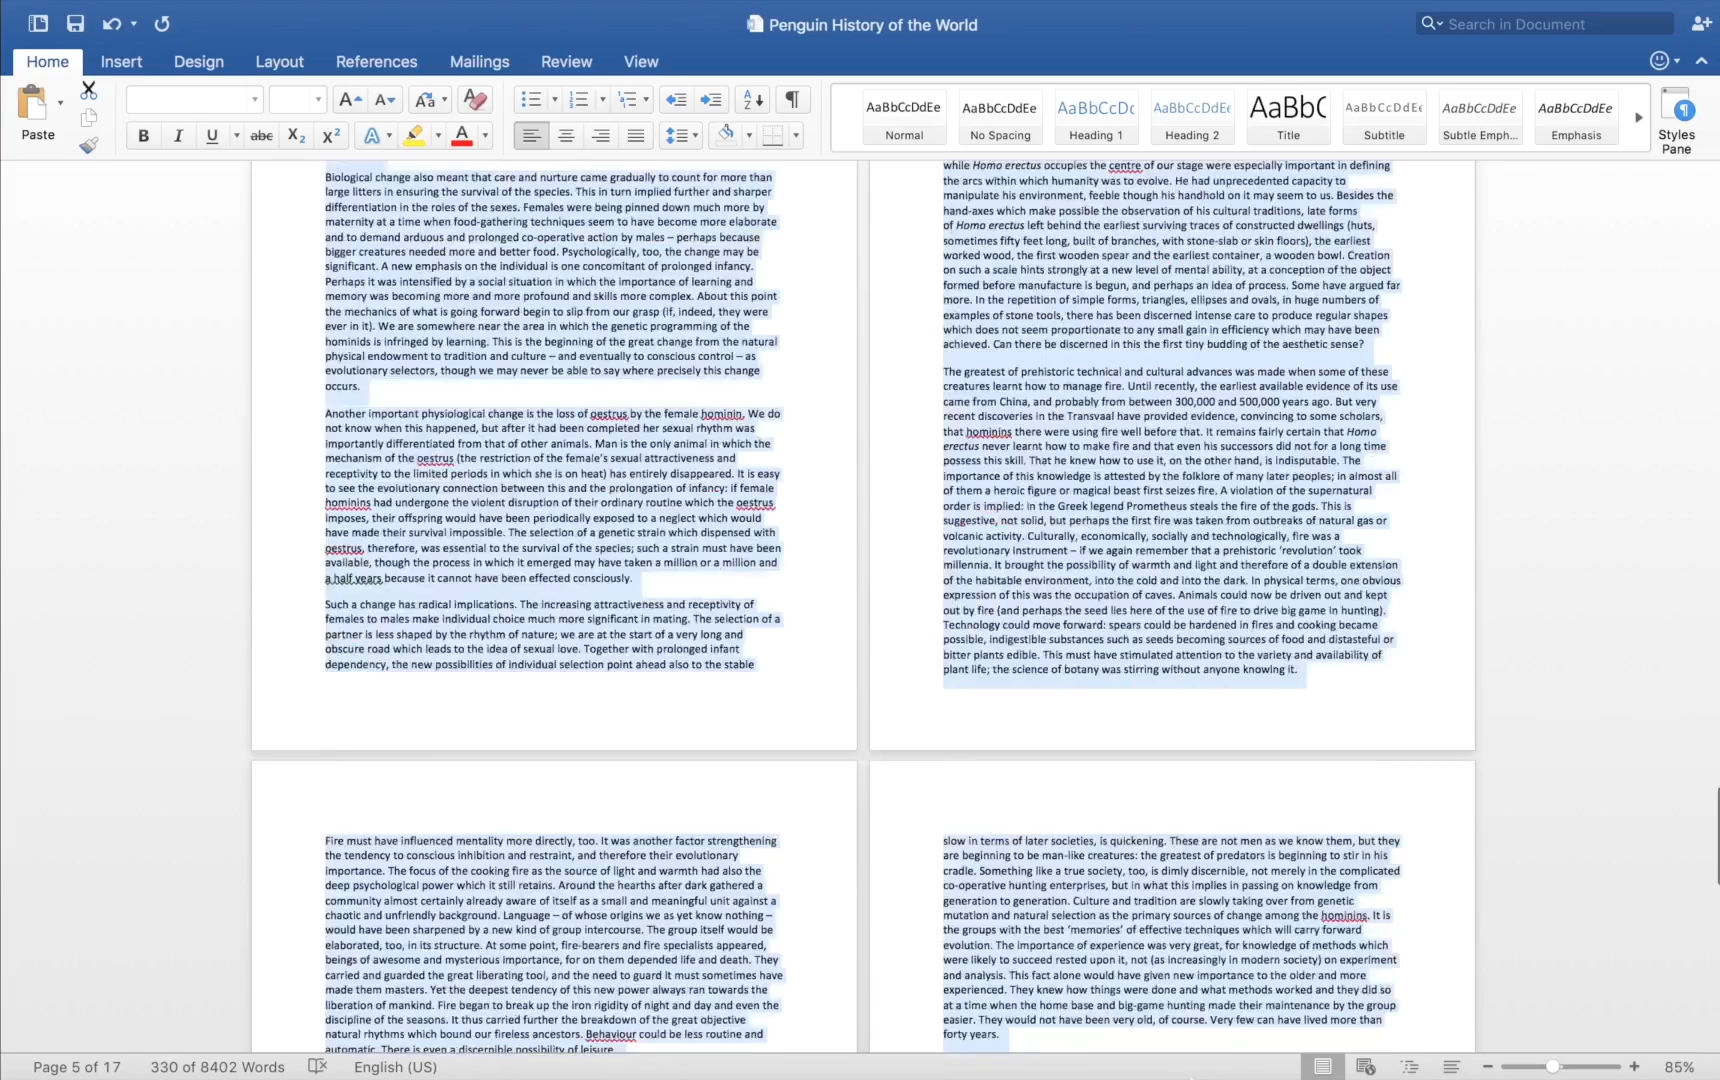 Penguin History of the World
Search in Document
Home Insert Design Layout References Mailings Review View
Paste
AaBbCcDdEe AaBbCcDdEe AaBbCcDc AaBbCcDdEe AaBbC AaBbCcDdEe AaBbCcDdEe AaBbCcDdEe
Normal No Spacing Heading 1 Heading 2 Title Subtitle Subtle Emph... Emphasis
Styles
Pane
Biological change also meant that care and nurture came gradually to count for more than
large litters in ensuring the survival of the species. This in turn implied further and sharper
differentiation in the roles of the sexes. Females were being pinned down much more by
maternity at a time when food-gathering techniques seem to have become more elaborate
and to demand arduous and prolonged co-operative action by males – perhaps because
bigger creatures needed more and better food. Psychologically, too, the change may be
significant. A new emphasis on the individual is one concomitant of prolonged infancy.
Perhaps it was intensified by a social situation in which the importance of learning and
memory was becoming more and more profound and skills more complex. About this point
the mechanics of what is going forward begin to slip from our grasp (if, indeed, they were
ever in it). We are somewhere near the area in which the genetic programming of the
hominids is infringed by learning. This is the beginning of the great change from the natural
physical endowment to tradition and culture – and eventually to conscious control – as
evolutionary selectors, though we may never be able to say where precisely this change
occurs.
Another important physiological change is the loss of oestrus by the female hominin. We do
not know when this happened, but after it had been completed her sexual rhythm was
importantly differentiated from that of other animals. Man is the only animal in which the
mechanism of the oestrus (the restriction of the female's sexual attractiveness and
receptivity to the limited periods in which she is on heat) has entirely disappeared. It is easy
to see the evolutionary connection between this and the prolongation of infancy: if female
hominins had undergone the violent disruption of their ordinary routine which the oestrus
imposes, their offspring would have been periodically exposed to a neglect which would
have made their survival impossible. The selection of a genetic strain which dispensed with
oestrus, therefore, was essential to the survival of the species; such a strain must have been
available, though the process in which it emerged may have taken a million or a million and
a half years because it cannot have been effected consciously.
Such a change has radical implications. The increasing attractiveness and receptivity of
females to males make individual choice much more significant in mating. The selection of a
partner is less shaped by the rhythm of nature; we are at the start of a very long and
obscure road which leads to the idea of sexual love. Together with prolonged infant
dependency, the new possibilities of individual selection point ahead also to the stable
while Homo erectus occupies the centre of our stage were especially important in defining
the arcs within which humanity was to evolve. He had unprecedented capacity to
manipulate his environment, feeble though his handhold on it may seem to us. Besides the
hand-axes which make possible the observation of his cultural traditions, late forms
of Homo erectus left behind the earliest surviving traces of constructed dwellings (huts,
sometimes fifty feet long, built of branches, with stone-slab or skin floors), the earliest
worked wood, the first wooden spear and the earliest container, a wooden bowl. Creation
on such a scale hints strongly at a new level of mental ability, at a conception of the object
formed before manufacture is begun, and perhaps an idea of process. Some have argued far
more. In the repetition of simple forms, triangles, ellipses and ovals, in huge numbers of
examples of stone tools, there has been discerned intense care to produce regular shapes
which does not seem proportionate to any small gain in efficiency which may have been
achieved. Can there be discerned in this the first tiny budding of the aesthetic sense?
The greatest of prehistoric technical and cultural advances was made when some of these
creatures learnt how to manage fire. Until recently, the earliest available evidence of its use
came from China, and probably from between 300,000 and 500,000 years ago. But very
recent discoveries in the Transvaal have provided evidence, convincing to some scholars,
that hominins there were using fire well before that. It remains fairly certain that Homo
erectus never learnt how to make fire and that even his successors did not for a long time
possess this skill. That he knew how to use it, on the other hand, is indisputable. The
importance of this knowledge is attested by the folklore of many later peoples; in almost all
of them a heroic figure or magical beast first seizes fire. A violation of the supernatural
order is implied: in the Greek legend Prometheus steals the fire of the gods. This is
suggestive, not solid, but perhaps the first fire was taken from outbreaks of natural gas or
volcanic activity. Culturally, economically, socially and technologically, fire was a
revolutionary instrument – if we again remember that a prehistoric 'revolution' took
millennia. It brought the possibility of warmth and light and therefore of a double extension
of the habitable environment, into the cold and into the dark. In physical terms, one obvious
expression of this was the occupation of caves. Animals could now be driven out and kept
out by fire (and perhaps the seed lies here of the use of fire to drive big game in hunting).
Technology could move forward: spears could be hardened in fires and cooking became
possible, indigestible substances such as seeds becoming sources of food and distasteful or
bitter plants edible. This must have stimulated attention to the variety and availability of
plant life; the science of botany was stirring without anyone knowing it.
Fire must have influenced mentality more directly, too. It was another factor strengthening
the tendency to conscious inhibition and restraint, and therefore their evolutionary
importance. The focus of the cooking fire as the source of light and warmth had also the
deep psychological power which it still retains. Around the hearths after dark gathered a
community almost certainly already aware of itself as a small and meaningful unit against a
chaotic and unfriendly background. Language – of whose origins we as yet know nothing –
would have been sharpened by a new kind of group intercourse. The group itself would be
elaborated, too, in its structure. At some point, fire-bearers and fire specialists appeared,
beings of awesome and mysterious importance, for on them depended life and death. They
carried and guarded the great liberating tool, and the need to guard it must sometimes have
made them masters. Yet the deepest tendency of this new power always ran towards the
liberation of mankind. Fire began to break up the iron rigidity of night and day and even the
discipline of the seasons. It thus carried further the breakdown of the great objective
natural rhythms which bound our fireless ancestors. Behaviour could be less routine and
automatic. There is even a discernible possibility of leisure.
slow in terms of later societies, is quickening. These are not men as we know them, but they
are beginning to be man-like creatures: the greatest of predators is beginning to stir in his
cradle. Something like a true society, too, is dimly discernible, not merely in the complicated
co-operative hunting enterprises, but in what this implies in passing on knowledge from
generation to generation. Culture and tradition are slowly taking over from genetic
mutation and natural selection as the primary sources of change among the hominins. It is
the groups with the best 'memories' of effective techniques which will carry forward
evolution. The importance of experience was very great, for knowledge of methods which
were likely to succeed rested upon it, not (as increasingly in modern society) on experiment
and analysis. This fact alone would have given new importance to the older and more
experienced. They knew how things were done and what methods worked and they did so
at a time when the home base and big-game hunting made their maintenance by the group
easier. They would not have been very old, of course. Very few can have lived more than
forty years.
Page 5 of 17 330 of 8402 Words English (US) 85%